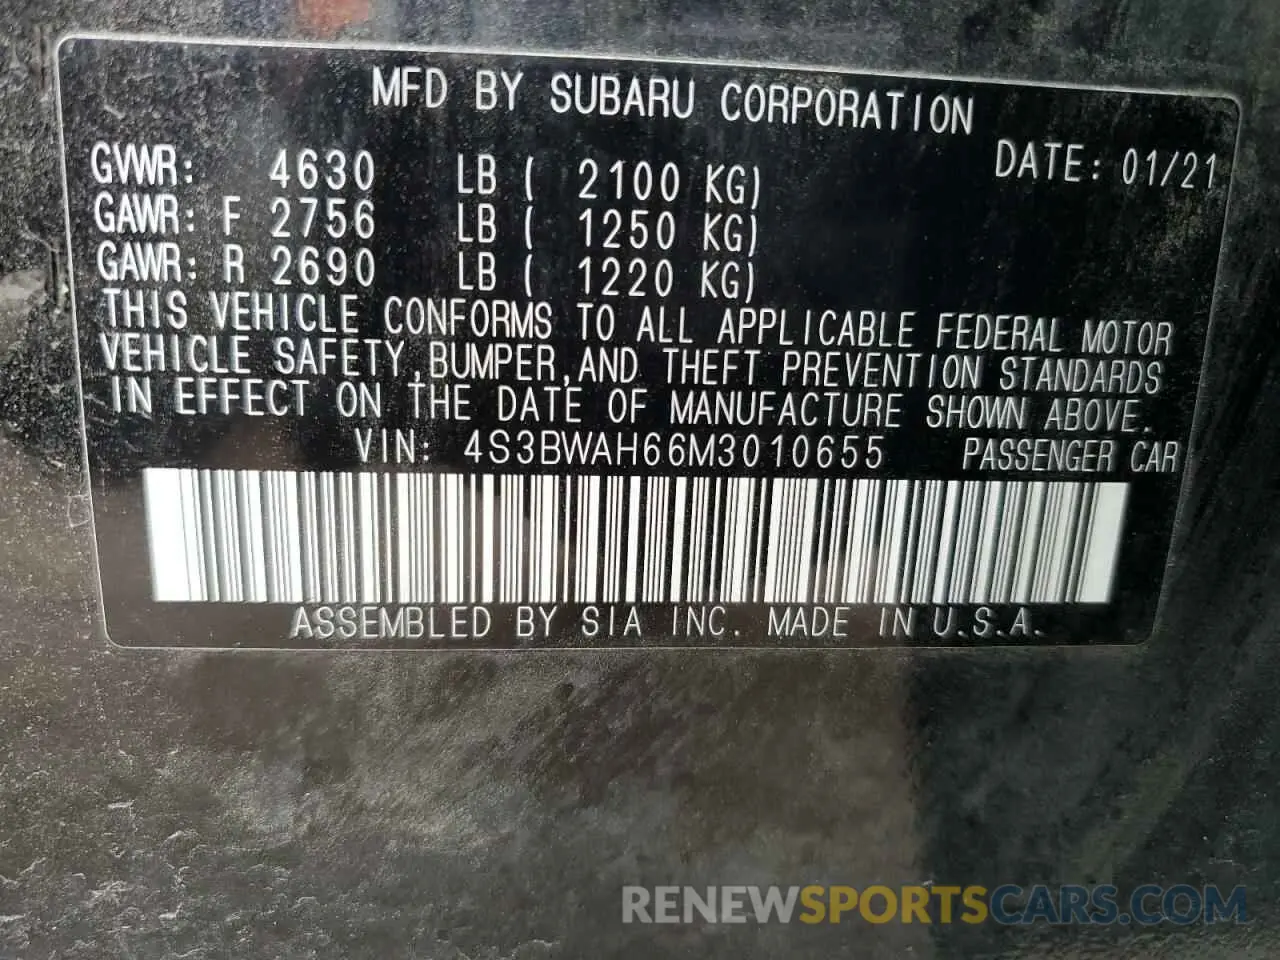 MFD BY SUBARU CORPORATION
DATE: 01/21
GVWR: 4630 LB ( 2100 KG)
GAWR: F 2756 LB ( 1250 KG)
GAWR: R 2690 LB ( 1220 KG)
THIS VEHICLE CONFORMS TO ALL APPLICABLE FEDERAL MOTOR
VEHICLE SAFETY,BUMPER,AND THEFT PREVENTION STANDARDS
IN EFFECT ON THE DATE OF MANUFACTURE SHOWN ABOVE.
VIN: 4S3BWAH66M3010655 PASSENGER CAR
ASSEMBLED BY SIA INC. MADE IN U.S.A.
RENEWSPORTSCARS.COM